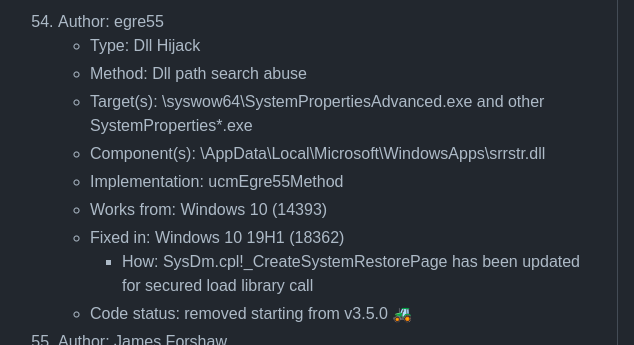 54. Author: egre55
◦ Type: Dll Hijack
◦ Method: Dll path search abuse
◦ Target(s): \syswow64\SystemPropertiesAdvanced.exe and other
SystemProperties*.exe
◦ Component(s): \AppData\Local\Microsoft\WindowsApps\srrstr.dll
◦ Implementation: ucmEgre55Method
◦ Works from: Windows 10 (14393)
◦ Fixed in: Windows 10 19H1 (18362)
▪ How: SysDm.cpl!_CreateSystemRestorePage has been updated
for secured load library call
◦ Code status: removed starting from v3.5.0 🚜
55. Author: James Forshaw